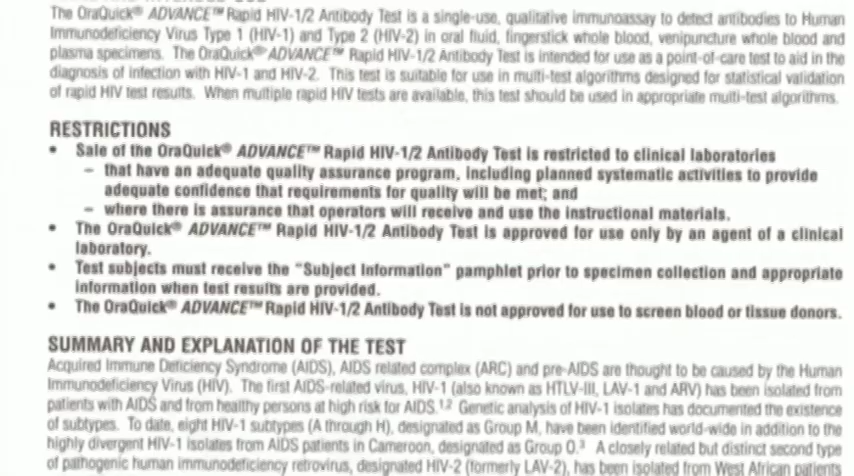 The OraQuick® ADVANCE™ Rapid HIV-1/2 Antibody Test is a single-use, qualitative immunoassay to detect antibodies to Human
Immunodeficiency Virus Type 1 (HIV-1) and Type 2 (HIV-2) in oral fluid, fingerstick whole blood, venipuncture whole blood and
plasma specimens. The OraQuick® ADVANCE™ Rapid HIV-1/2 Antibody Test is intended for use as a point-of-care test to aid in the
diagnosis of infection with HIV-1 and HIV-2. This test is suitable for use in multi-test algorithms designed for statistical validation
of rapid HIV test results. When multiple rapid HIV tests are available, this test should be used in appropriate multi-test algorithms.
RESTRICTIONS
• Sale of the OraQuick® ADVANCE™ Rapid HIV-1/2 Antibody Test is restricted to clinical laboratories
– that have an adequate quality assurance program, including planned systematic activities to provide
adequate confidence that requirements for quality will be met; and
– where there is assurance that operators will receive and use the instructional materials.
• The OraQuick® ADVANCE™ Rapid HIV-1/2 Antibody Test is approved for use only by an agent of a clinical
laboratory.
• Test subjects must receive the "Subject Information" pamphlet prior to specimen collection and appropriate
information when test results are provided.
• The OraQuick® ADVANCE™ Rapid HIV-1/2 Antibody Test is not approved for use to screen blood or tissue donors.
SUMMARY AND EXPLANATION OF THE TEST
Acquired Immune Deficiency Syndrome (AIDS), AIDS related complex (ARC) and pre-AIDS are thought to be caused by the Human
Immunodeficiency Virus (HIV). The first AIDS-related virus, HIV-1 (also known as HTLV-III, LAV-1 and ARV) has been isolated from
patients with AIDS and from healthy persons at high risk for AIDS.1,2 Genetic analysis of HIV-1 isolates has documented the existence
of subtypes. To date, eight HIV-1 subtypes (A through H), designated as Group M, have been identified world-wide in addition to the
highly divergent HIV-1 isolates from AIDS patients in Cameroon, designated as Group O.3 A closely related but distinct second type
of pathogenic human immunodeficiency retrovirus, designated HIV-2 (formerly LAV-2), has been isolated from West African patients